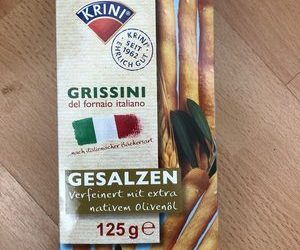 KRINI
KRINI
SEIT 1962
EHRLICH GUT
GRISSINI
del fornaio italiano
nach italienischer Bäckerart
GESALZEN
Verfeinert mit extra
nativem Olivenöl
125 g e